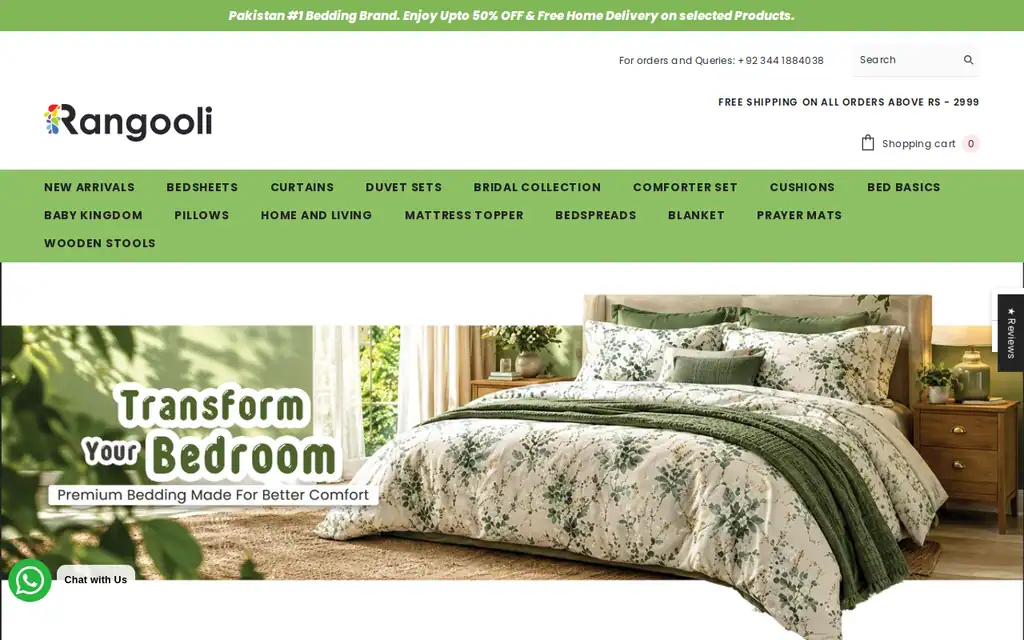 Pakistan #1 Bedding Brand. Enjoy Upto 50% OFF & Free Home Delivery on selected Products.
For orders and Queries: +92 344 1884038
Search
FREE SHIPPING ON ALL ORDERS ABOVE RS - 2999
Rangooli
Shopping cart 0
NEW ARRIVALS BEDSHEETS CURTAINS DUVET SETS BRIDAL COLLECTION COMFORTER SET CUSHIONS BED BASICS
BABY KINGDOM PILLOWS HOME AND LIVING MATTRESS TOPPER BEDSPREADS BLANKET PRAYER MATS
WOODEN STOOLS
★ Reviews
Transform
Your Bedroom
Premium Bedding Made For Better Comfort
Chat with Us